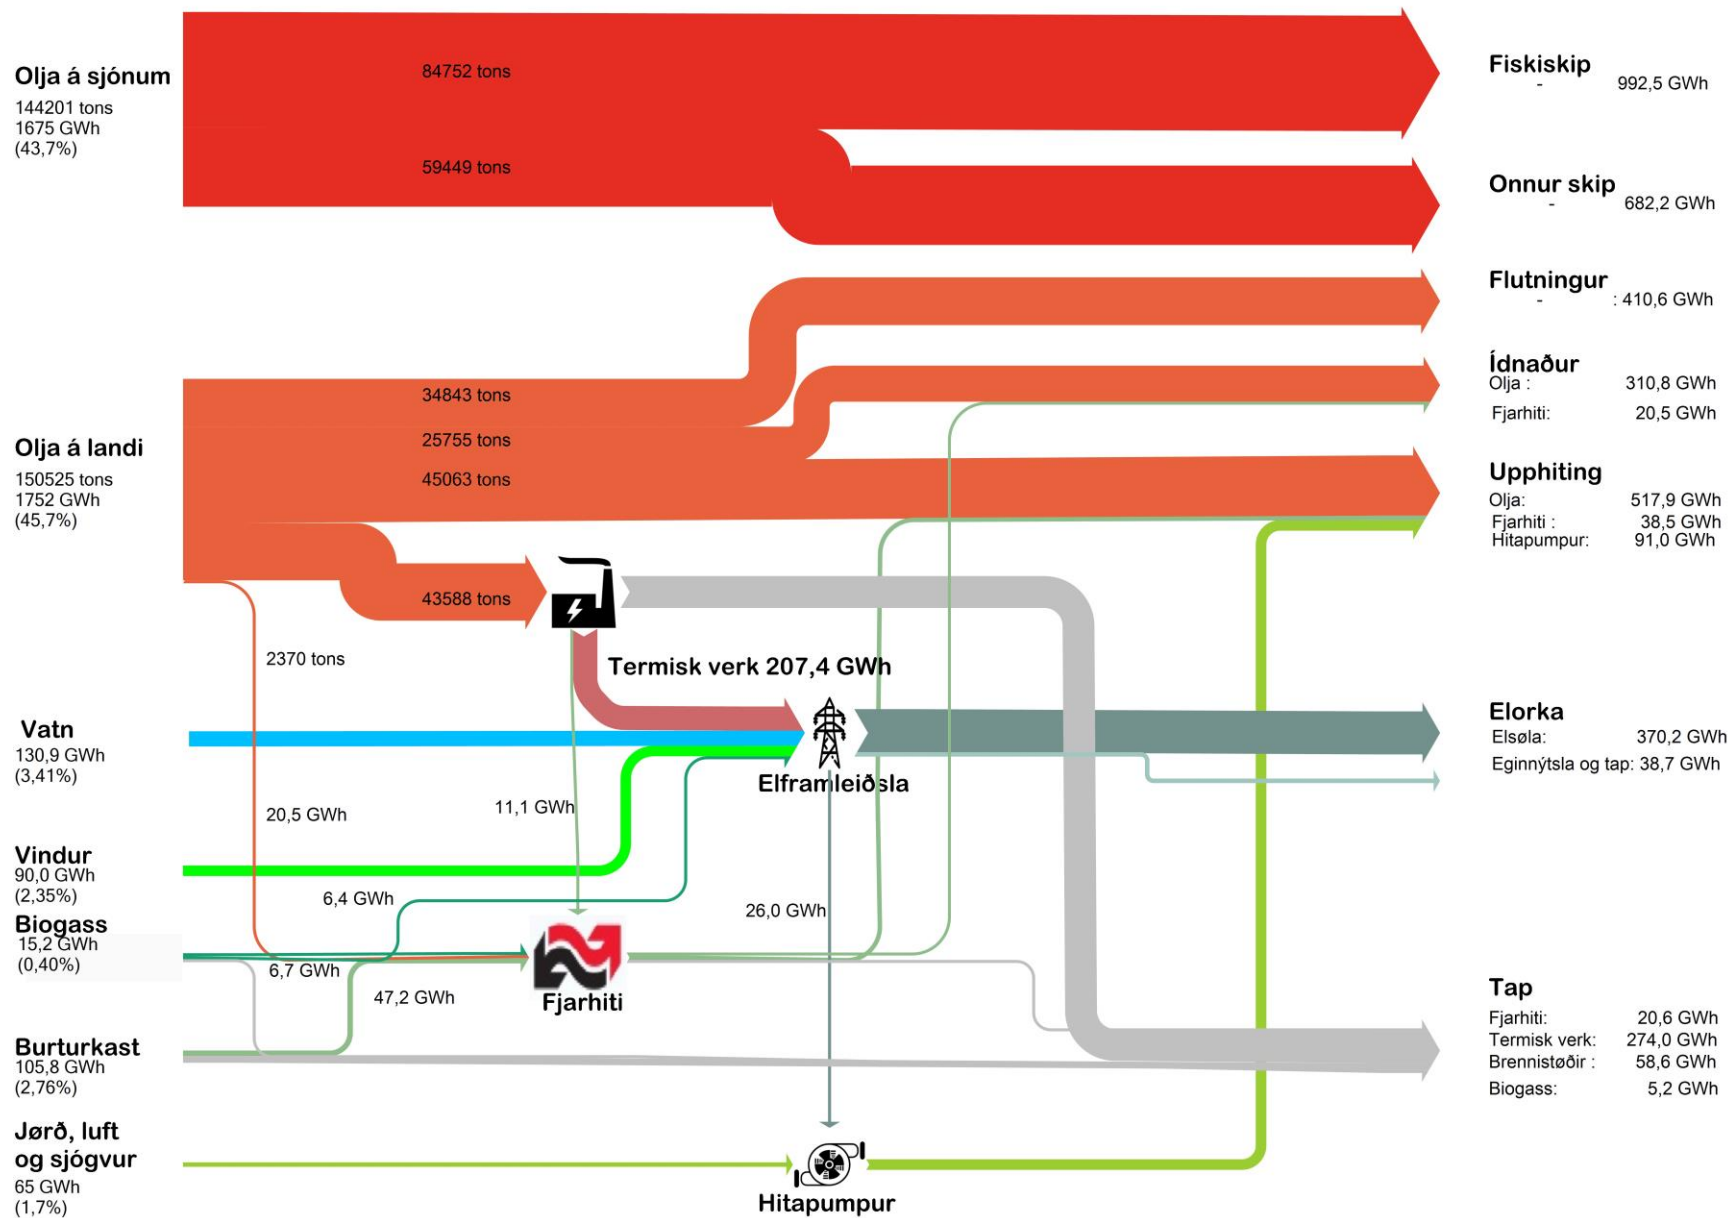 Olja á sjónum
144201 tons
1675 GWh
(43,7%)
84752 tons
59449 tons
Fiskiskip
- 992,5 GWh
Onnur skip
- 682,2 GWh
Flutningur
- : 410,6 GWh
Ídnaður
Olja : 310,8 GWh
Fjarhiti: 20,5 GWh
Olja á landi
150525 tons
1752 GWh
(45,7%)
34843 tons
25755 tons
45063 tons
43588 tons
2370 tons
Upphiting
Olja: 517,9 GWh
Fjarhiti : 38,5 GWh
Hitapumpur: 91,0 GWh
Termisk verk 207,4 GWh
Vatn
130,9 GWh
(3,41%)
20,5 GWh
11,1 GWh
Elframleiðsla
Elorka
Elsøla: 370,2 GWh
Eginnýtsla og tap: 38,7 GWh
Vindur
90,0 GWh
(2,35%)
6,4 GWh
26,0 GWh
Biogass
15,2 GWh
(0,40%)
6,7 GWh
47,2 GWh
Fjarhiti
Burturkast
105,8 GWh
(2,76%)
Tap
Fjarhiti: 20,6 GWh
Termisk verk: 274,0 GWh
Brennistøðir : 58,6 GWh
Biogass: 5,2 GWh
Jørð, luft
og sjógvur
65 GWh
(1,7%)
Hitapumpur